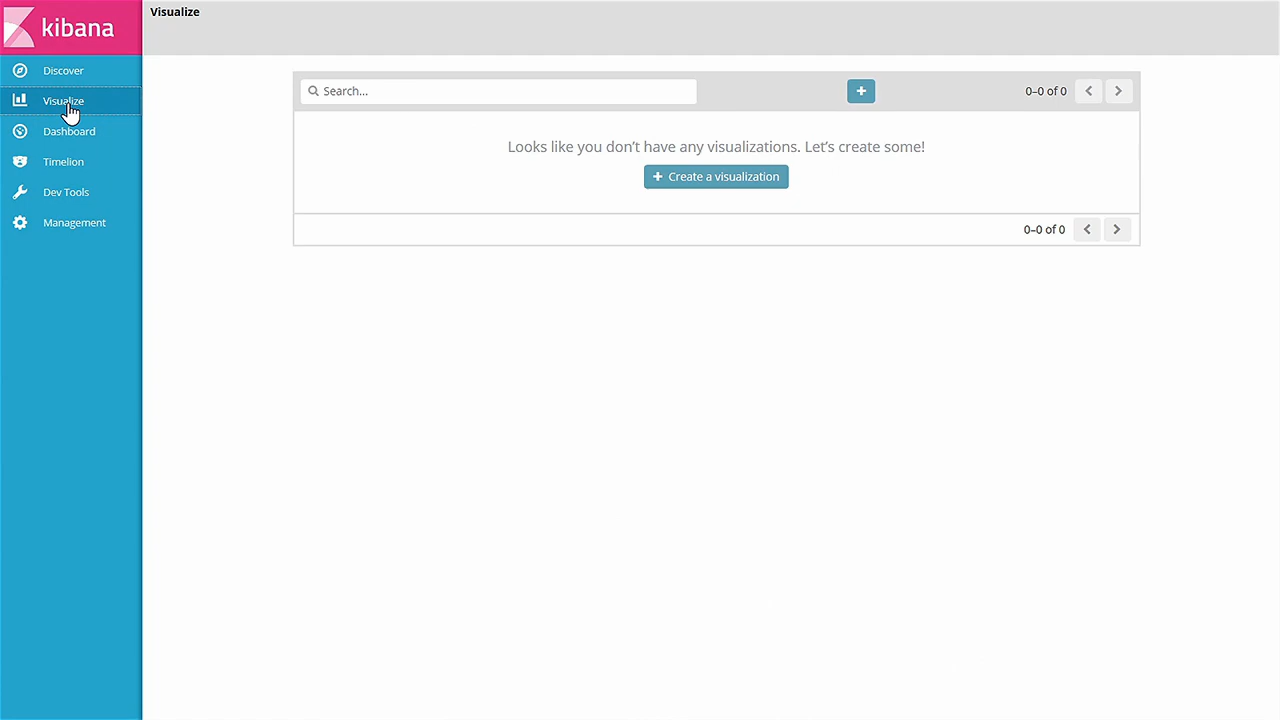 kibana
Visualize
Discover
Visualize
Dashboard
Timelion
Dev Tools
Management
Search...
0–0 of 0
Looks like you don't have any visualizations. Let's create some!
Create a visualization
0–0 of 0